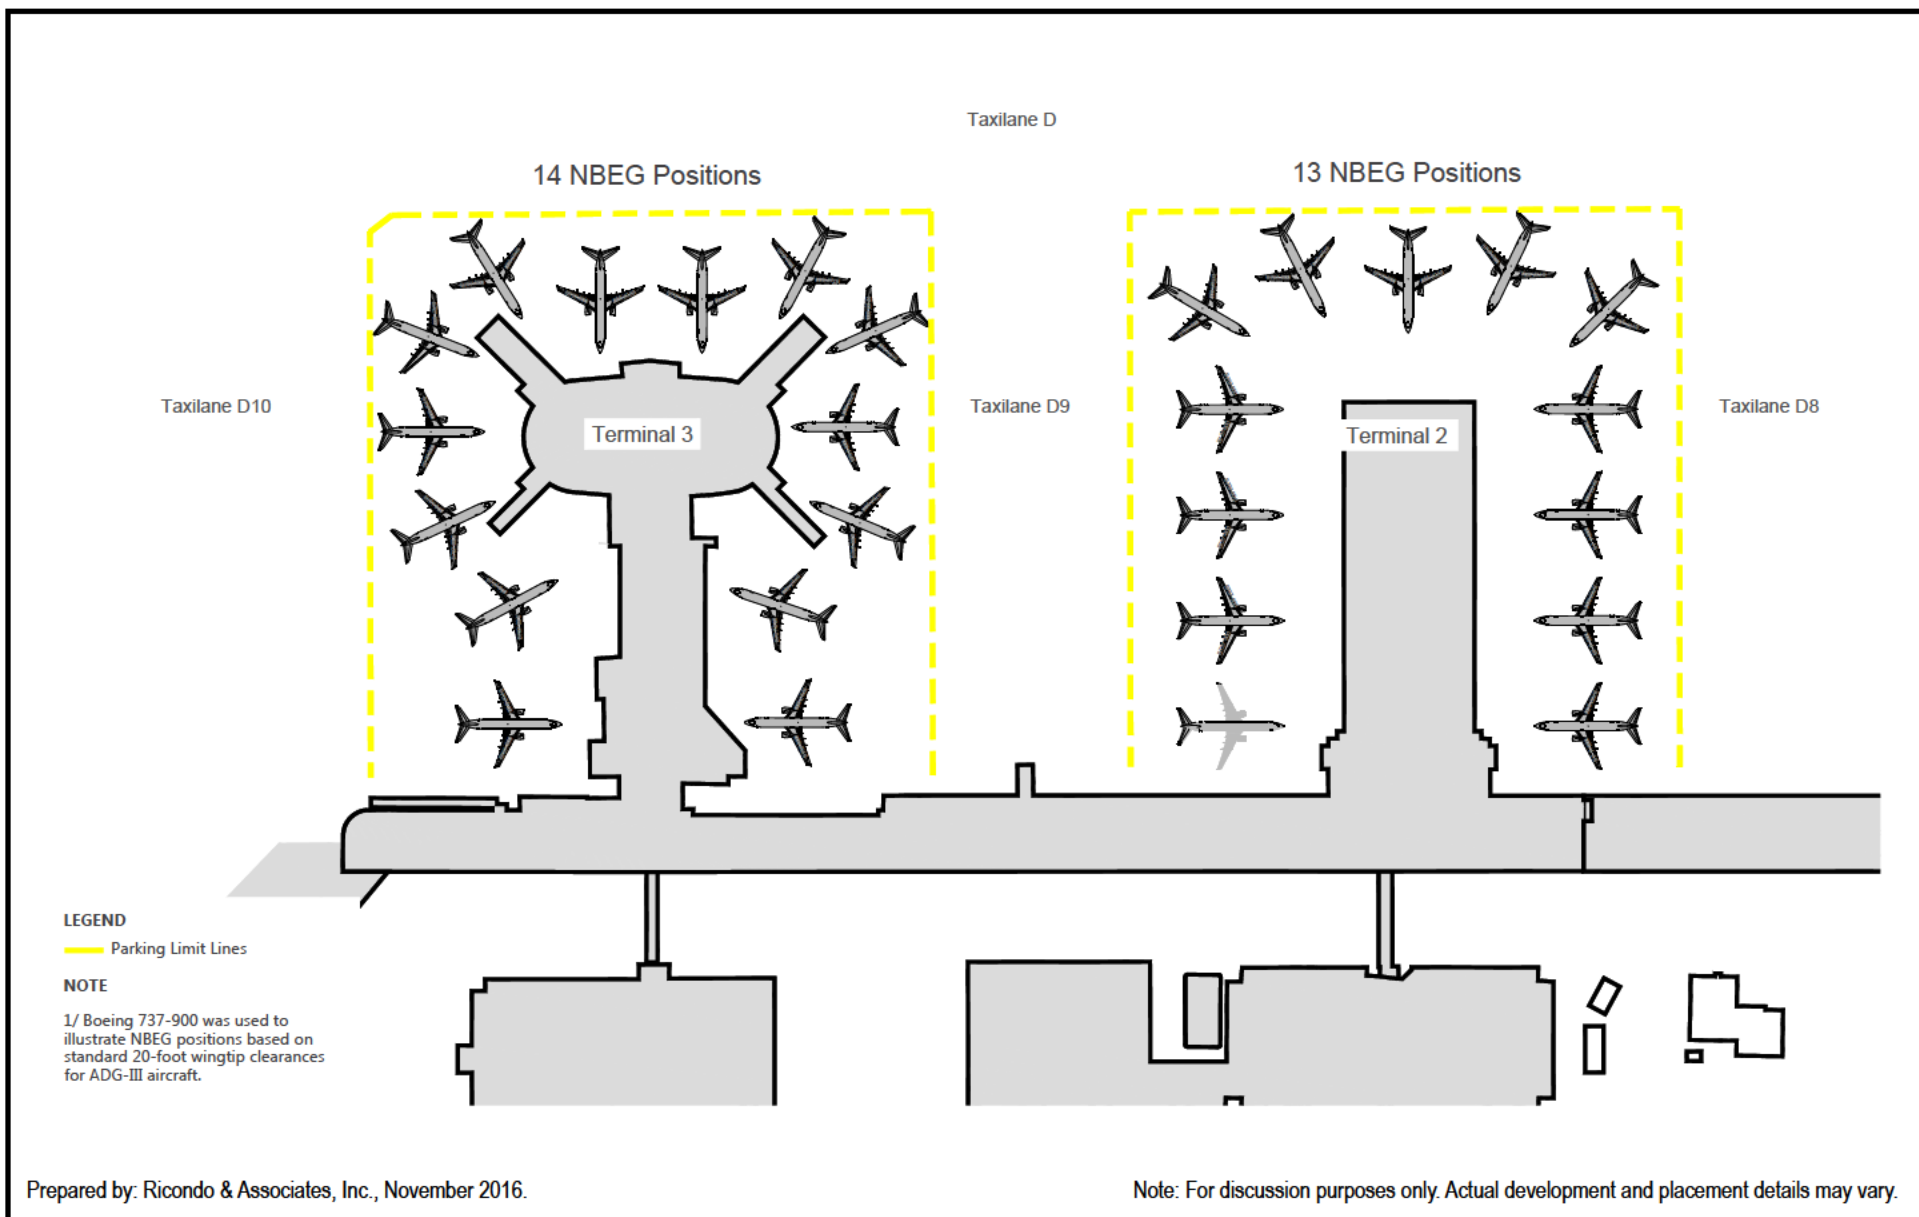 Taxilane D
14 NBEG Positions
13 NBEG Positions
Taxilane D10
Terminal 3
Taxilane D9
Terminal 2
Taxilane D8
LEGEND
Parking Limit Lines
NOTE
1/ Boeing 737-900 was used to
illustrate NBEG positions based on
standard 20-foot wingtip clearances
for ADG-III aircraft.
Prepared by: Ricondo & Associates, Inc., November 2016.
Note: For discussion purposes only. Actual development and placement details may vary.